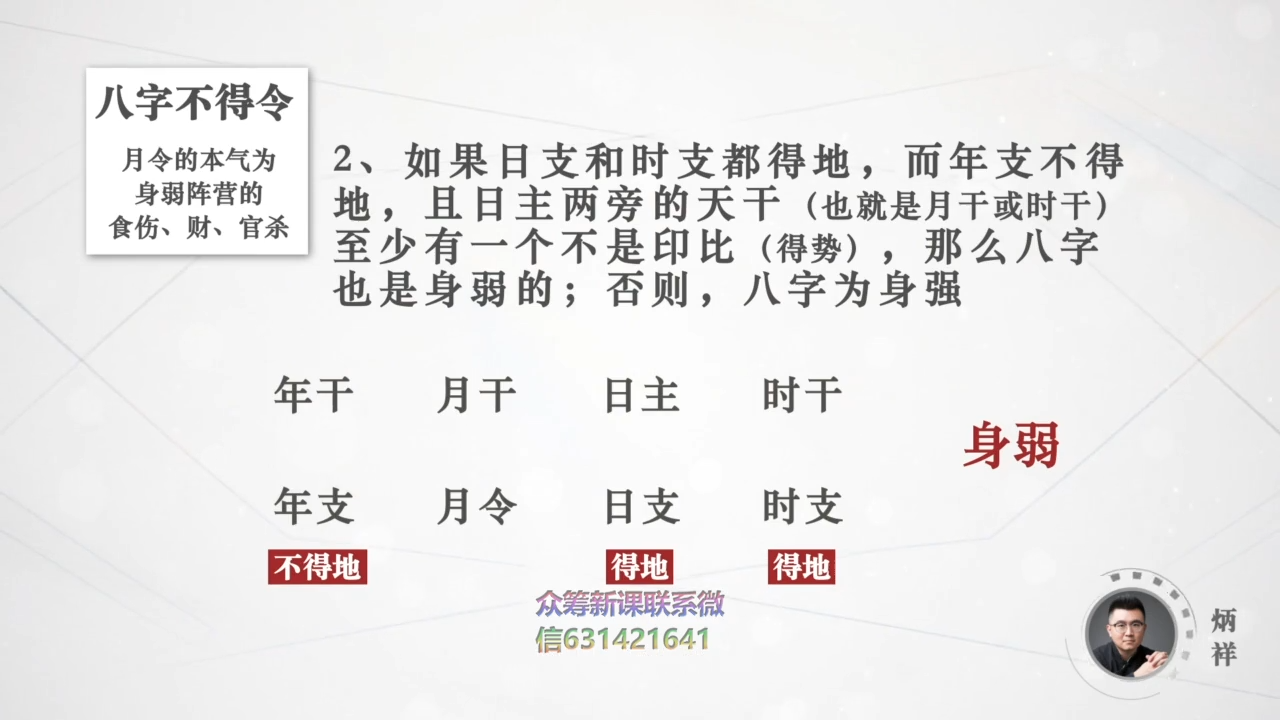 八字不得令
月令的本气为
身弱阵营的
食伤、财、官杀
2、如果日支和时支都得地，而年支不得
地，且日主两旁的天干（也就是月干或时干）
至少有一个不是印比（得势），那么八字
也是身弱的；否则，八字为身强
年干 月干 日主 时干
身弱
年支 月令 日支 时支
不得地 得地 得地
众筹新课联系微
信631421641
炳
祥